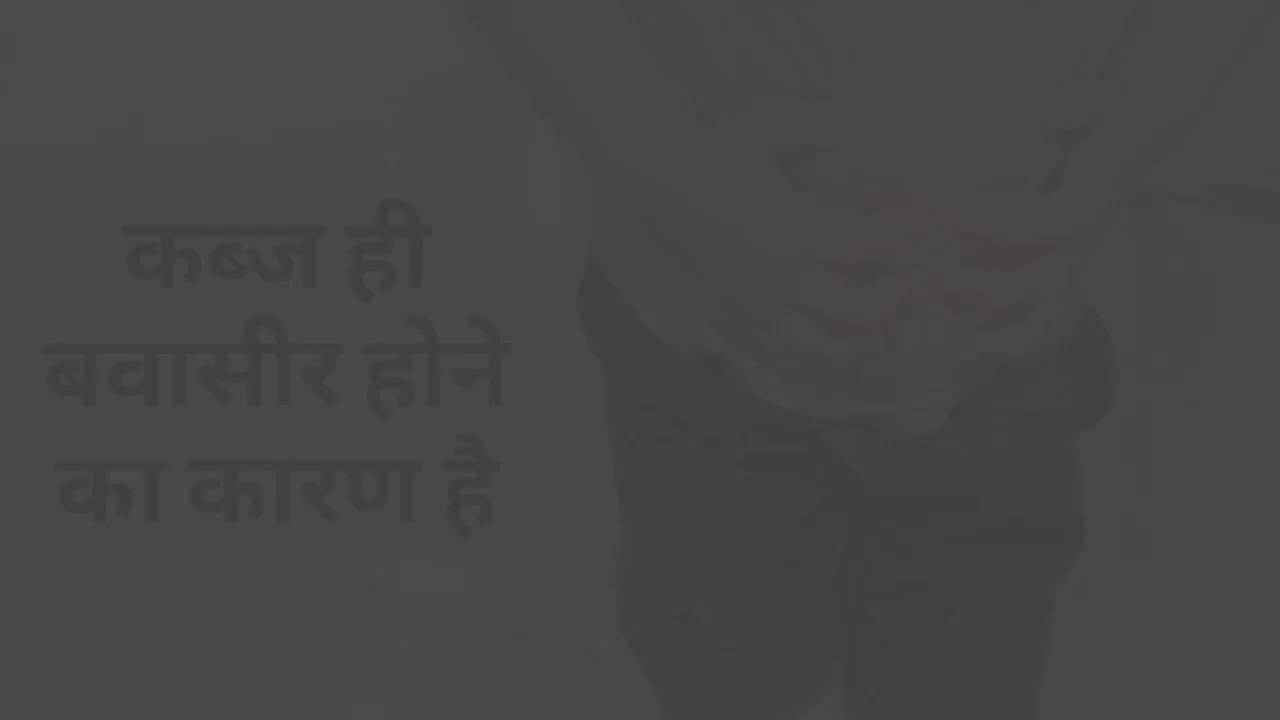 कब्ज ही
बवासीर होने
का कारण है